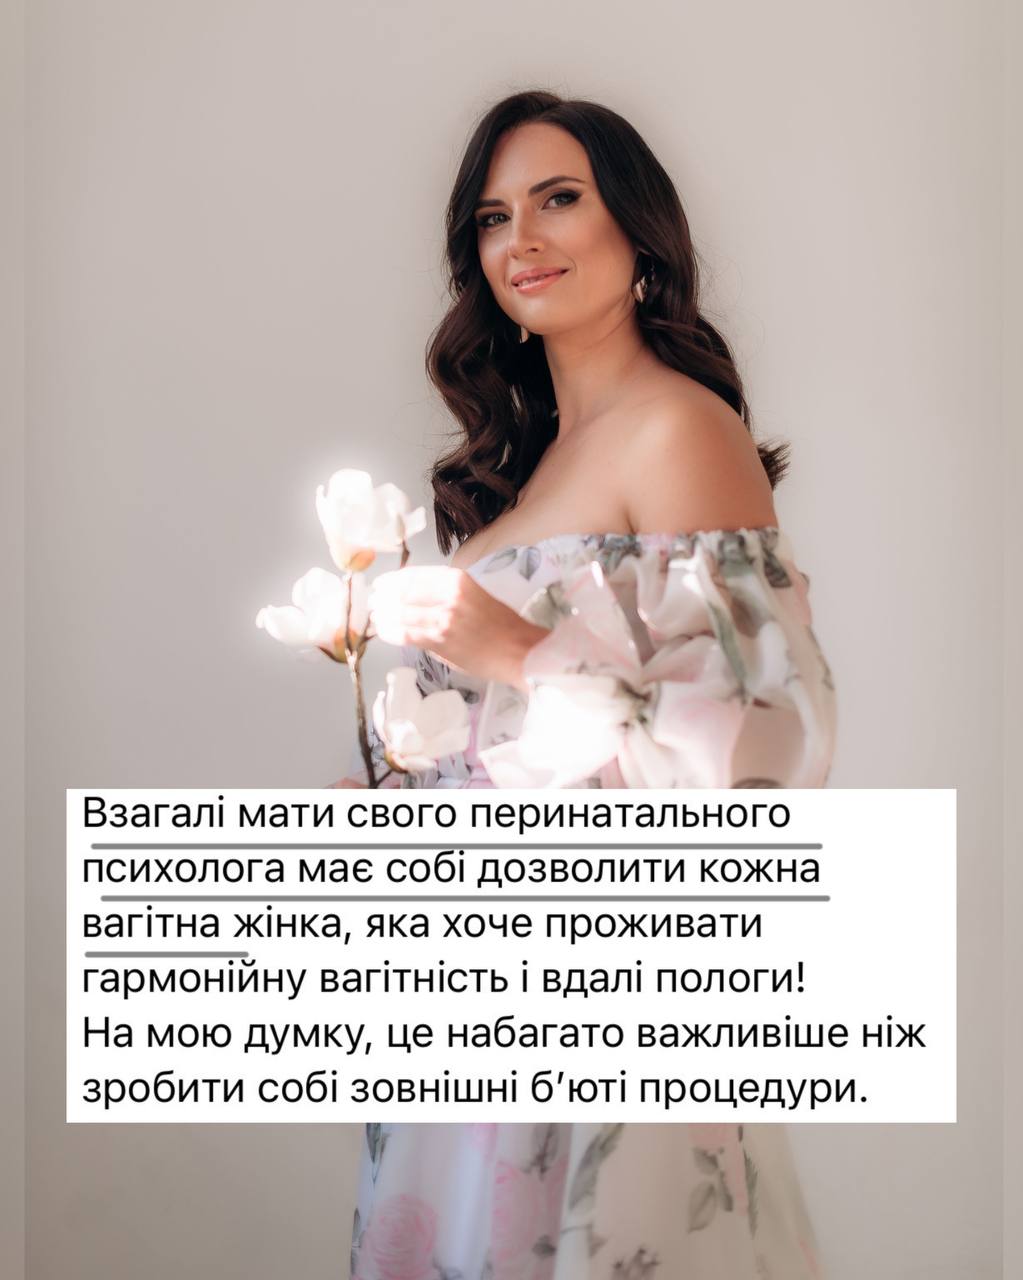 Взагалі мати свого перинатального
психолога має собі дозволити кожна
вагітна жінка, яка хоче проживати
гармонійну вагітність і вдалі пологи!
На мою думку, це набагато важливіше ніж
зробити собі зовнішні б’юті процедури.